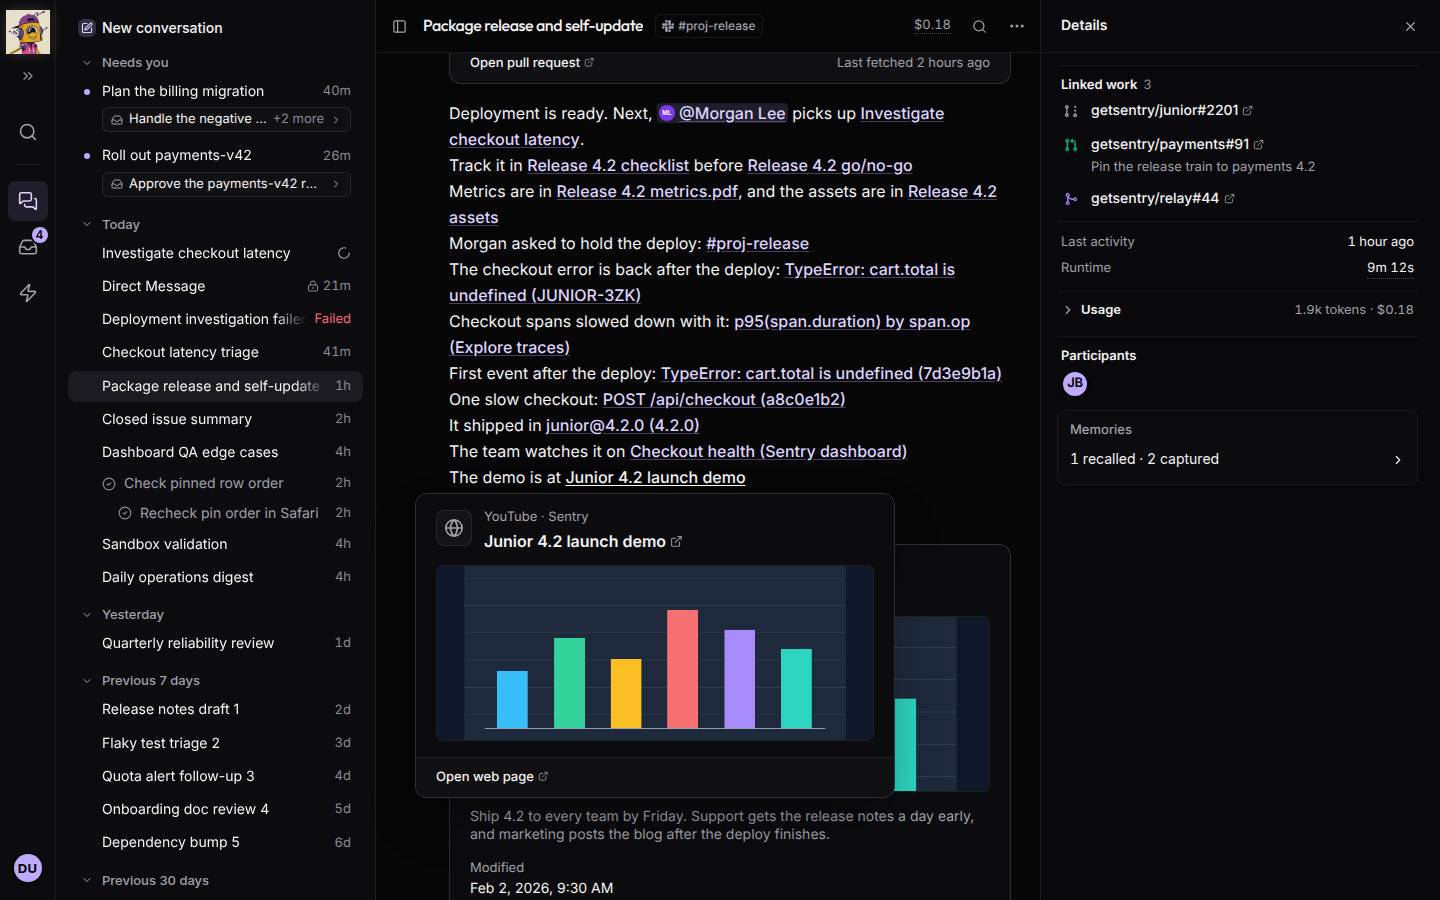 New conversation
Needs you
Plan the billing migration 40m
Handle the negative ... +2 more
Roll out payments-v42 26m
Approve the payments-v42 r...
4
Today
Investigate checkout latency
Direct Message 21m
Deployment investigation failed Failed
Checkout latency triage 41m
Package release and self-update 1h
Closed issue summary 2h
Dashboard QA edge cases 4h
Check pinned row order 2h
Recheck pin order in Safari 2h
Sandbox validation 4h
Daily operations digest 4h
Yesterday
Quarterly reliability review 1d
Previous 7 days
Release notes draft 1 2d
Flaky test triage 2 3d
Quota alert follow-up 3 4d
Onboarding doc review 4 5d
Dependency bump 5 6d
Previous 30 days
DU
Package release and self-update #proj-release $0.18
Open pull request Last fetched 2 hours ago
Deployment is ready. Next, ML @Morgan Lee picks up Investigate
checkout latency.
Track it in Release 4.2 checklist before Release 4.2 go/no-go
Metrics are in Release 4.2 metrics.pdf, and the assets are in Release 4.2
assets
Morgan asked to hold the deploy: #proj-release
The checkout error is back after the deploy: TypeError: cart.total is
undefined (JUNIOR-3ZK)
Checkout spans slowed down with it: p95(span.duration) by span.op
(Explore traces)
First event after the deploy: TypeError: cart.total is undefined (7d3e9b1a)
One slow checkout: POST /api/checkout (a8c0e1b2)
It shipped in junior@4.2.0 (4.2.0)
The team watches it on Checkout health (Sentry dashboard)
The demo is at Junior 4.2 launch demo
YouTube · Sentry
Junior 4.2 launch demo
Open web page
Ship 4.2 to every team by Friday. Support gets the release notes a day early,
and marketing posts the blog after the deploy finishes.
Modified
Feb 2, 2026, 9:30 AM
Details
Linked work 3
getsentry/junior#2201
getsentry/payments#91
Pin the release train to payments 4.2
getsentry/relay#44
Last activity 1 hour ago
Runtime 9m 12s
Usage 1.9k tokens · $0.18
Participants
JB
Memories
1 recalled · 2 captured